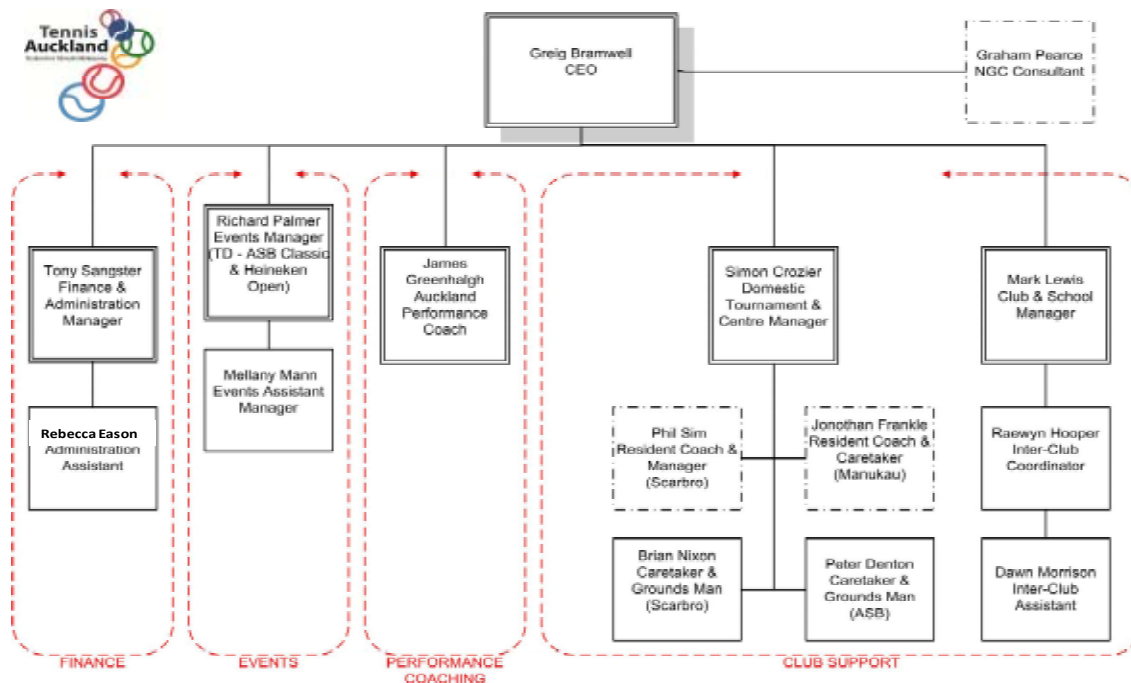 Tennis
Auckland
Greig Bramwell
CEO
Graham Pearce
NGC Consultant
Tony Sangster
Finance &
Administration
Manager
Rebecca Eason
Administration
Assistant
Richard Palmer
Events Manager
(TD - ASB Classic
& Heineken
Open)
Mellany Mann
Events Assistant
Manager
James
Greenhalgh
Auckland
Performance
Coach
Simon Crozier
Domestic
Tournament &
Centre Manager
Phil Sim
Resident Coach &
Manager
(Scarbro)
Jonothan Frankle
Resident Coach &
Caretaker
(Manukau)
Brian Nixon
Caretaker &
Grounds Man
(Scarbro)
Peter Denton
Caretaker &
Grounds Man
(ASB)
Mark Lewis
Club & School
Manager
Raewyn Hooper
Inter-Club
Coordinator
Dawn Morrison
Inter-Club
Assistant
FINANCE
EVENTS
PERFORMANCE
COACHING
CLUB SUPPORT